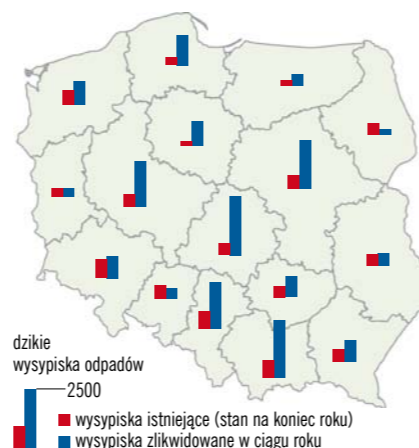 dzikie
wysypiska odpadów
2500
wysypiska istniejące (stan na koniec roku)
wysypiska zlikwidowane w ciągu roku